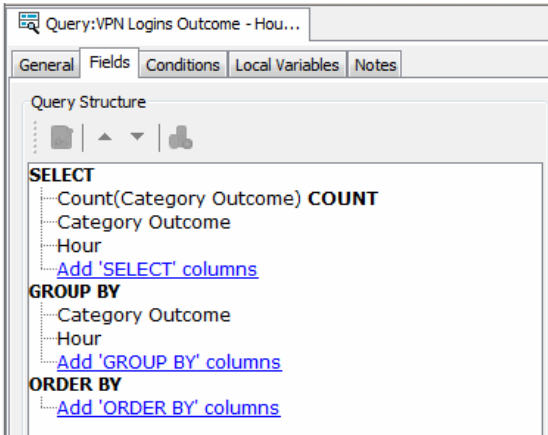 Query:VPN Logins Outcome - Hou...
General Fields Conditions Local Variables Notes
Query Structure
SELECT
Count(Category Outcome) COUNT
Category Outcome
Hour
Add 'SELECT' columns
GROUP BY
Category Outcome
Hour
Add 'GROUP BY' columns
ORDER BY
Add 'ORDER BY' columns